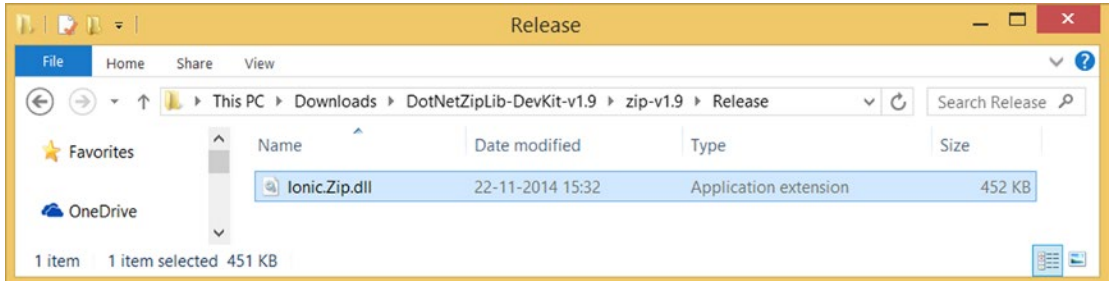 Release
File Home Share View
This PC Downloads DotNetZipLib-DevKit-v1.9 zip-v1.9 Release Search Release
Favorites Name Date modified Type Size
Ionic.Zip.dll 22-11-2014 15:32 Application extension 452 KB
OneDrive
1 item 1 item selected 451 KB